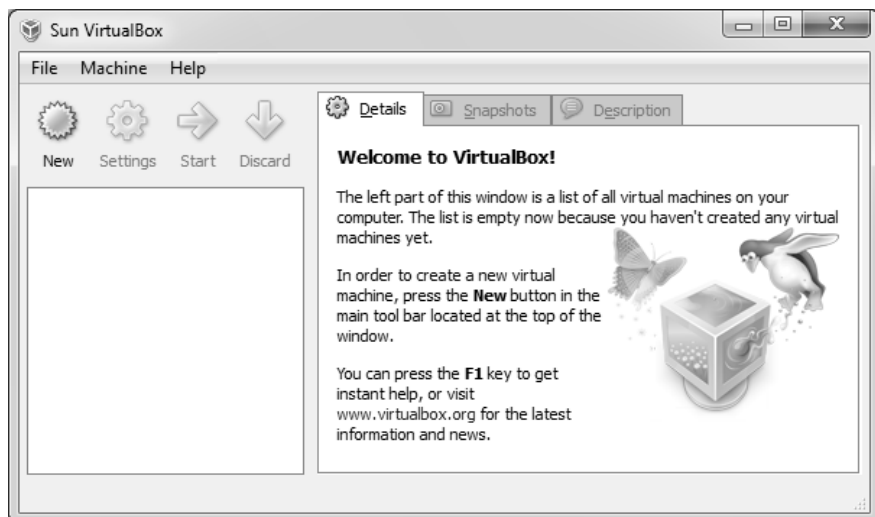 Sun VirtualBox
File Machine Help
New Settings Start Discard
Details Snapshots Description
Welcome to VirtualBox!
The left part of this window is a list of all virtual machines on your
computer. The list is empty now because you haven't created any virtual
machines yet.
In order to create a new virtual
machine, press the New button in the
main tool bar located at the top of the
window.
You can press the F1 key to get
instant help, or visit
www.virtualbox.org for the latest
information and news.